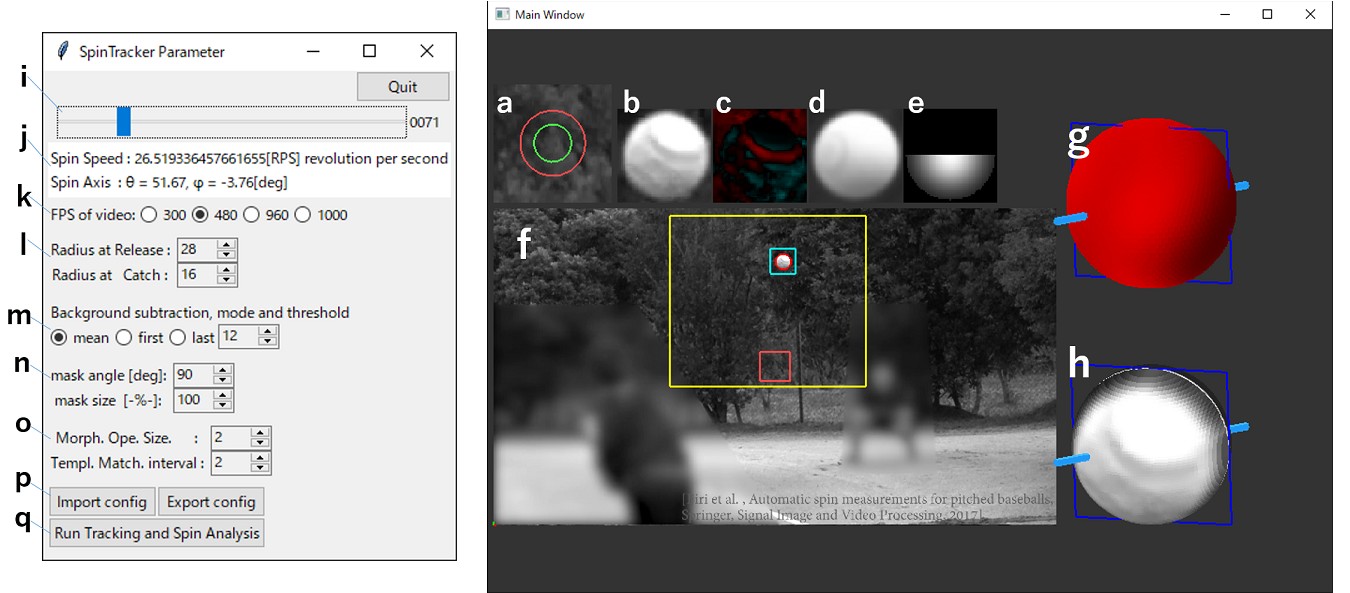 SpinTracker Parameter
Quit
i
0071
j
Spin Speed : 26.519336457661655[RPS] revolution per second
Spin Axis : θ = 51.67, φ = -3.76[deg]
k
FPS of video: 300 480 960 1000
l
Radius at Release : 28
Radius at Catch : 16
Background subtraction, mode and threshold
m
mean first last 12
n
mask angle [deg]: 90
mask size [-%-]: 100
o
Morph. Ope. Size. : 2
Templ. Match. interval : 2
p
Import config Export config
q
Run Tracking and Spin Analysis
Main Window
a b c d e
f
g
h
et al. , Automatic spin measurements for pitched baseballs,
Springer, Signal Image and Video Processing, 2017]